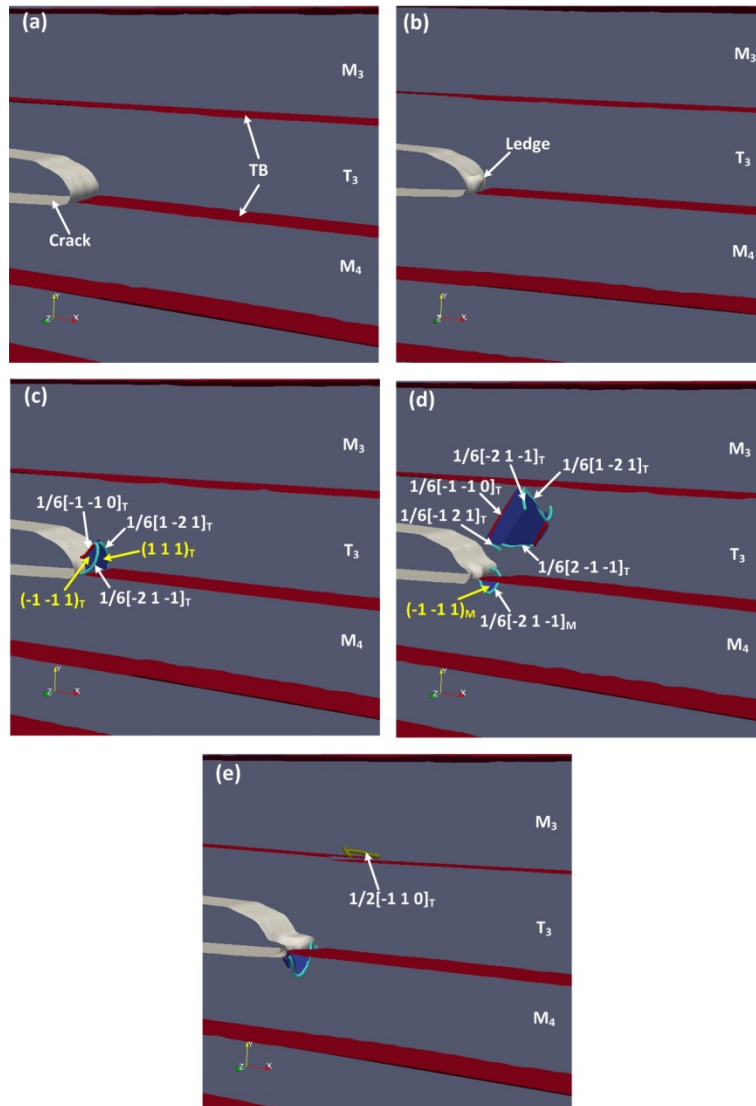 (a)
M3
TB
T3
Crack
M4
Y
Z
X
(b)
M3
Ledge
T3
M4
Y
Z
X
(c)
M3
1/6[-1 -1 0]T
1/6[1 -2 1]T
(1 1 1)T
T3
(-1 -1 1)T
1/6[-2 1 -1]T
M4
Y
Z
X
(d)
M3
1/6[-2 1 -1]T
1/6[1 -2 1]T
1/6[-1 -1 0]T
1/6[-1 2 1]T
T3
1/6[2 -1 -1]T
(-1 -1 1)M
1/6[-2 1 -1]M
M4
Y
Z
X
(e)
M3
1/2[-1 1 0]T
T3
M4
Y
Z
X